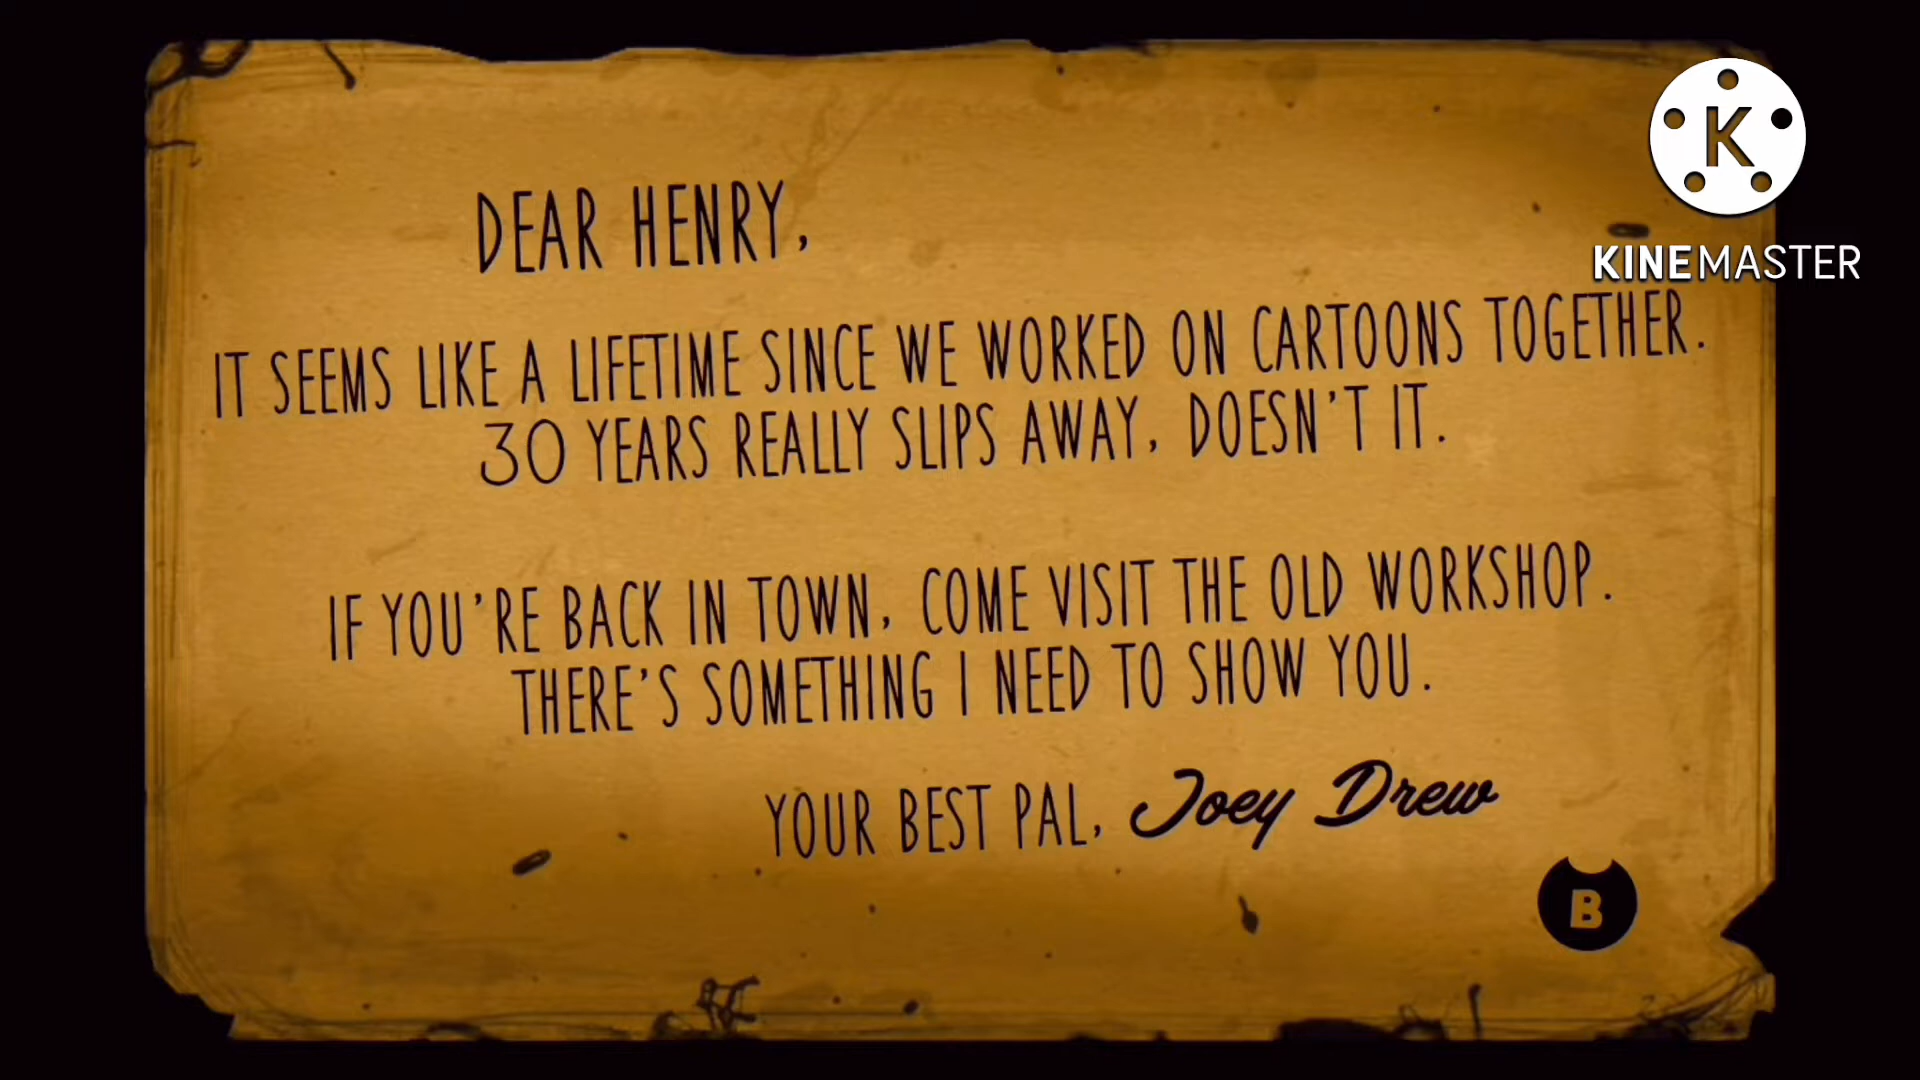 K
KINEMASTER
DEAR HENRY,
IT SEEMS LIKE A LIFETIME SINCE WE WORKED ON CARTOONS TOGETHER.
30 YEARS REALLY SLIPS AWAY, DOESN'T IT.
IF YOU'RE BACK IN TOWN, COME VISIT THE OLD WORKSHOP.
THERE'S SOMETHING I NEED TO SHOW YOU.
YOUR BEST PAL, Joey Drew
B